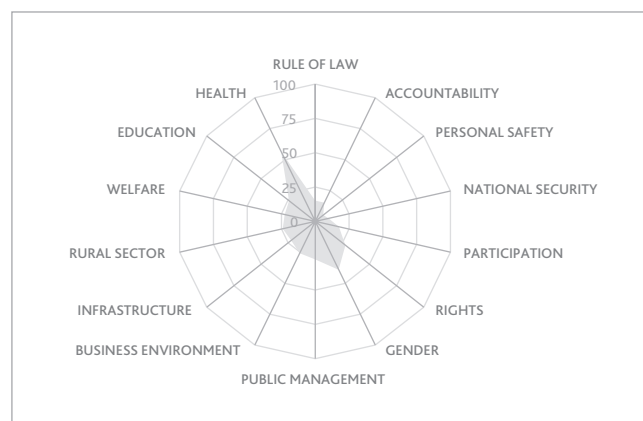 RULE OF LAW
100
HEALTH
ACCOUNTABILITY
75
EDUCATION
PERSONAL SAFETY
50
WELFARE
25
NATIONAL SECURITY
0
RURAL SECTOR
PARTICIPATION
INFRASTRUCTURE
RIGHTS
BUSINESS ENVIRONMENT
GENDER
PUBLIC MANAGEMENT